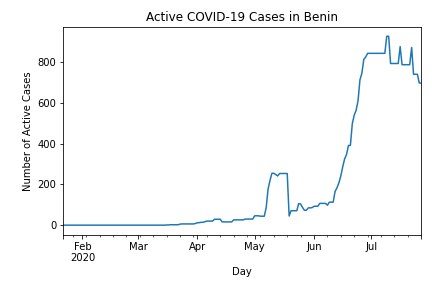 Active COVID-19 Cases in Benin
Number of Active Cases
800
600
400
200
0
Feb
2020
Mar
Apr
May
Jun
Jul
Day